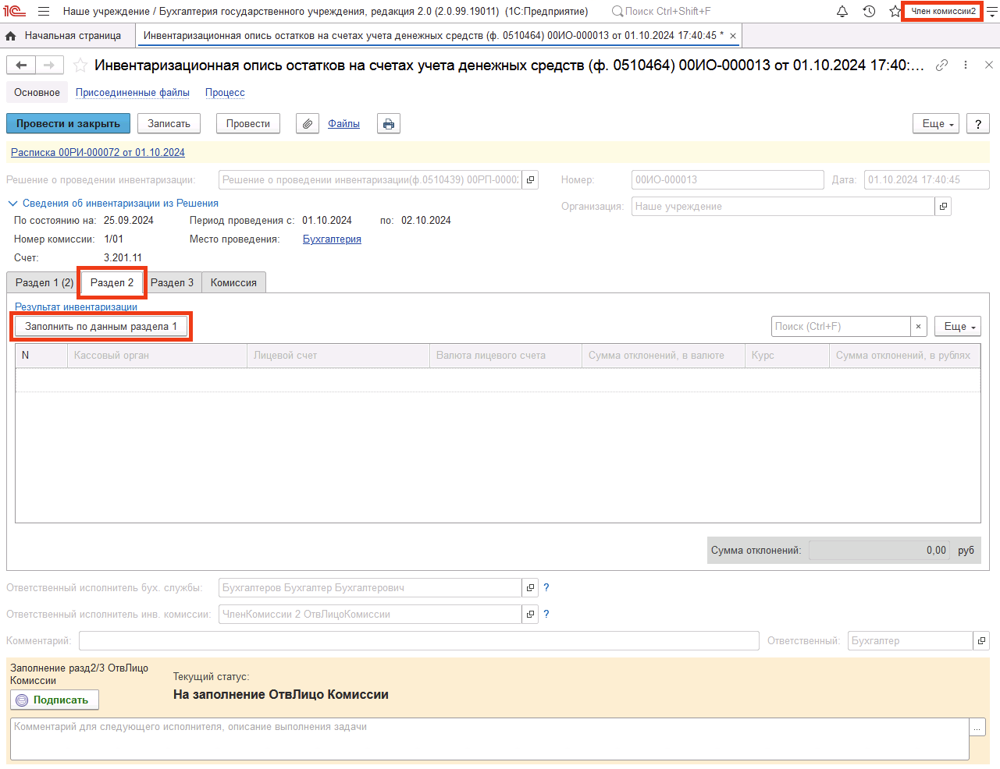 1С Наше учреждение / Бухгалтерия государственного учреждения, редакция 2.0 (2.0.99.19011) (1С:Предприятие) Поиск Ctrl+Shift+F Член комиссии2
Начальная страница Инвентаризационная опись остатков на счетах учета денежных средств (ф. 0510464) 00ИО-000013 от 01.10.2024 17:40:45 * ×
Инвентаризационная опись остатков на счетах учета денежных средств (ф. 0510464) 00ИО-000013 от 01.10.2024 17:40:...
Основное Присоединенные файлы Процесс
Провести и закрыть Записать Провести Файлы Еще ?
Расписка 00РИ-000072 от 01.10.2024
Решение о проведении инвентаризации: Решение о проведении инвентаризации(ф.0510439) 00РП-0000 Номер: 00ИО-000013 Дата: 01.10.2024 17:40:45
Сведения об инвентаризации из Решения Организация: Наше учреждение
По состоянию на: 25.09.2024 Период проведения с: 01.10.2024 по: 02.10.2024
Номер комиссии: 1/01 Место проведения: Бухгалтерия
Счет: 3.201.11
Раздел 1 (2) Раздел 2 Раздел 3 Комиссия
Результат инвентаризации
Заполнить по данным раздела 1 Поиск (Ctrl+F) × Еще
N Кассовый орган Лицевой счет Валюта лицевого счета Сумма отклонений, в валюте Курс Сумма отклонений, в рублях
Сумма отклонений: 0,00 руб
Ответственный исполнитель бух. службы: Бухгалтеров Бухгалтер Бухгалтерович ?
Ответственный исполнитель инв. комиссии: ЧленКомиссии 2 ОтвЛицоКомиссии ?
Комментарий: Ответственный: Бухгалтер
Заполнение разд2/3 ОтвЛицо Комиссии
Текущий статус:
На заполнение ОтвЛицо Комиссии
Подписать
Комментарий для следующего исполнителя, описание выполнения задачи ...